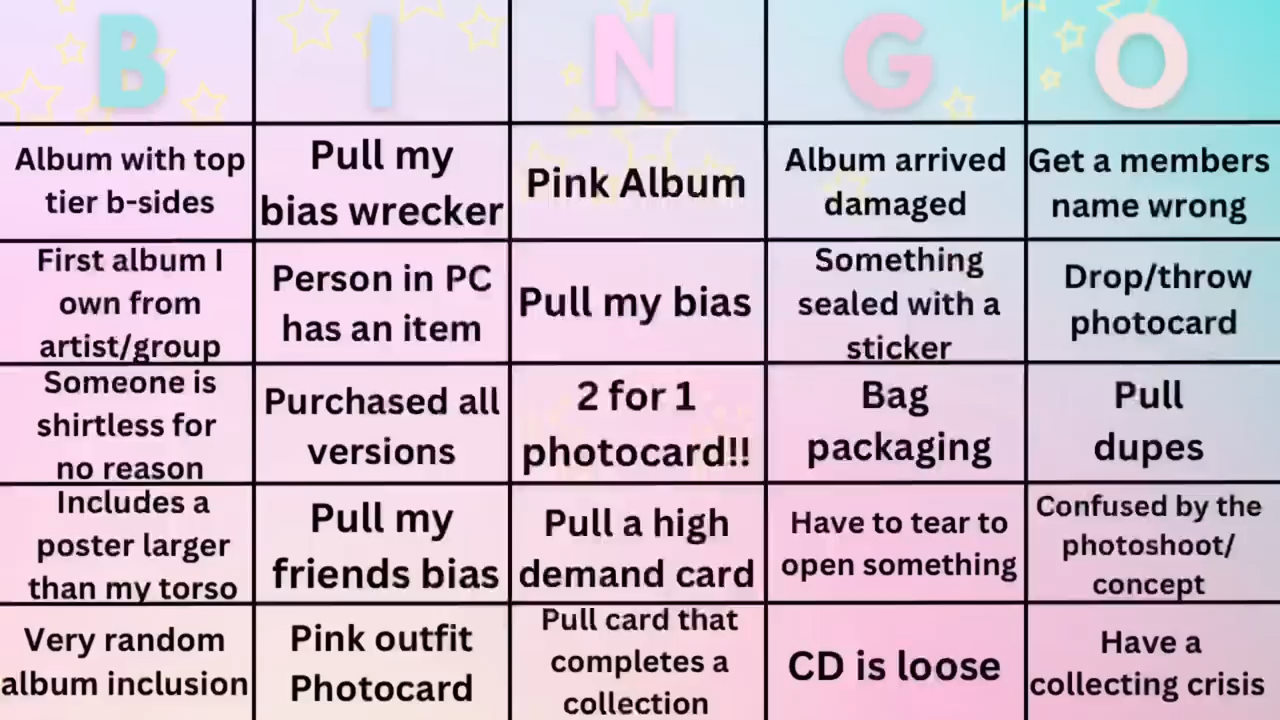 B I N G O
Album with top
tier b-sides
Pull my
bias wrecker
Pink Album
Album arrived
damaged
Get a members
name wrong
First album I
own from
artist/group
Person in PC
has an item
Pull my bias
Something
sealed with a
sticker
Drop/throw
photocard
Someone is
shirtless for
no reason
Purchased all
versions
2 for 1
photocard!!
Bag
packaging
Pull
dupes
Includes a
poster larger
than my torso
Pull my
friends bias
Pull a high
demand card
Have to tear to
open something
Confused by the
photoshoot/
concept
Very random
album inclusion
Pink outfit
Photocard
Pull card that
completes a
collection
CD is loose
Have a
collecting crisis